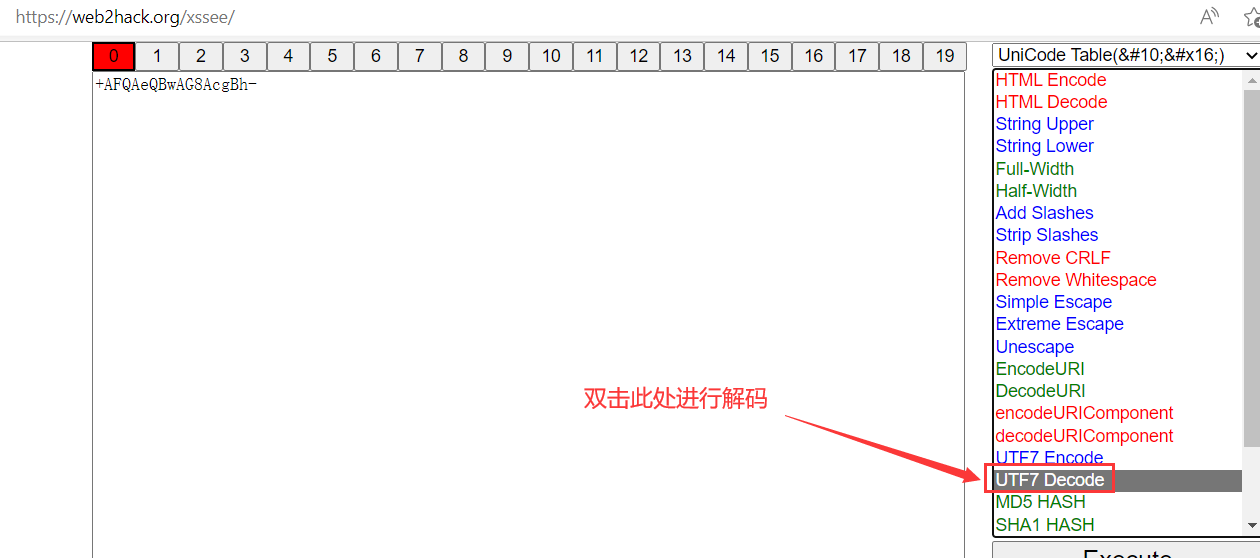 https://web2hack.org/xssee/
0 1 2 3 4 5 6 7 8 9 10 11 12 13 14 15 16 17 18 19
UniCode Table(&#10;&#x16;)
+AFQAeQBwAG8AcgBh-
HTML Encode
HTML Decode
String Upper
String Lower
Full-Width
Half-Width
Add Slashes
Strip Slashes
Remove CRLF
Remove Whitespace
Simple Escape
Extreme Escape
Unescape
EncodeURI
DecodeURI
双击此处进行解码
encodeURIComponent
decodeURIComponent
UTF7 Encode
UTF7 Decode
MD5 HASH
SHA1 HASH
Execute